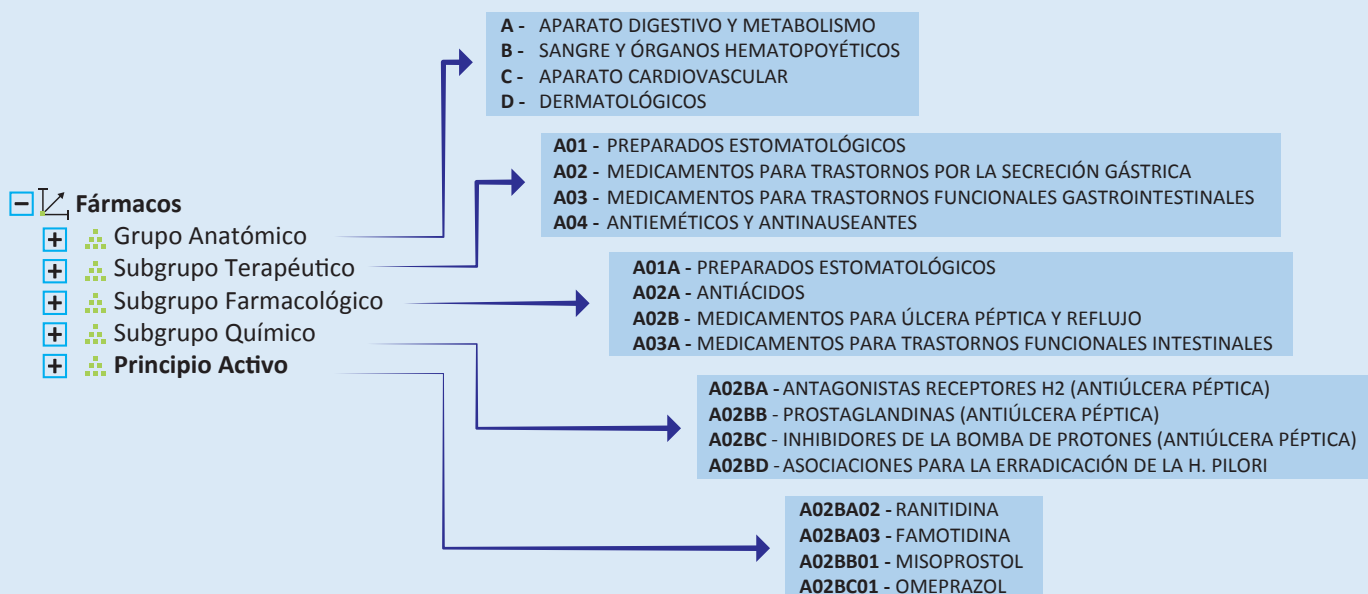 A - APARATO DIGESTIVO Y METABOLISMO
B - SANGRE Y ÓRGANOS HEMATOPOYÉTICOS
C - APARATO CARDIOVASCULAR
D - DERMATOLÓGICOS
A01 - PREPARADOS ESTOMATOLÓGICOS
A02 - MEDICAMENTOS PARA TRASTORNOS POR LA SECRECIÓN GÁSTRICA
A03 - MEDICAMENTOS PARA TRASTORNOS FUNCIONALES GASTROINTESTINALES
A04 - ANTIEMÉTICOS Y ANTINAUSEANTES
Fármacos
Grupo Anatómico
Subgrupo Terapéutico
Subgrupo Farmacológico
Subgrupo Químico
Principio Activo
A01A - PREPARADOS ESTOMATOLÓGICOS
A02A - ANTIÁCIDOS
A02B - MEDICAMENTOS PARA ÚLCERA PÉPTICA Y REFLUJO
A03A - MEDICAMENTOS PARA TRASTORNOS FUNCIONALES INTESTINALES
A02BA - ANTAGONISTAS RECEPTORES H2 (ANTIÚLCERA PÉPTICA)
A02BB - PROSTAGLANDINAS (ANTIÚLCERA PÉPTICA)
A02BC - INHIBIDORES DE LA BOMBA DE PROTONES (ANTIÚLCERA PÉPTICA)
A02BD - ASOCIACIONES PARA LA ERRADICACIÓN DE LA H. PILORI
A02BA02 - RANITIDINA
A02BA03 - FAMOTIDINA
A02BB01 - MISOPROSTOL
A02BC01 - OMEPRAZOL